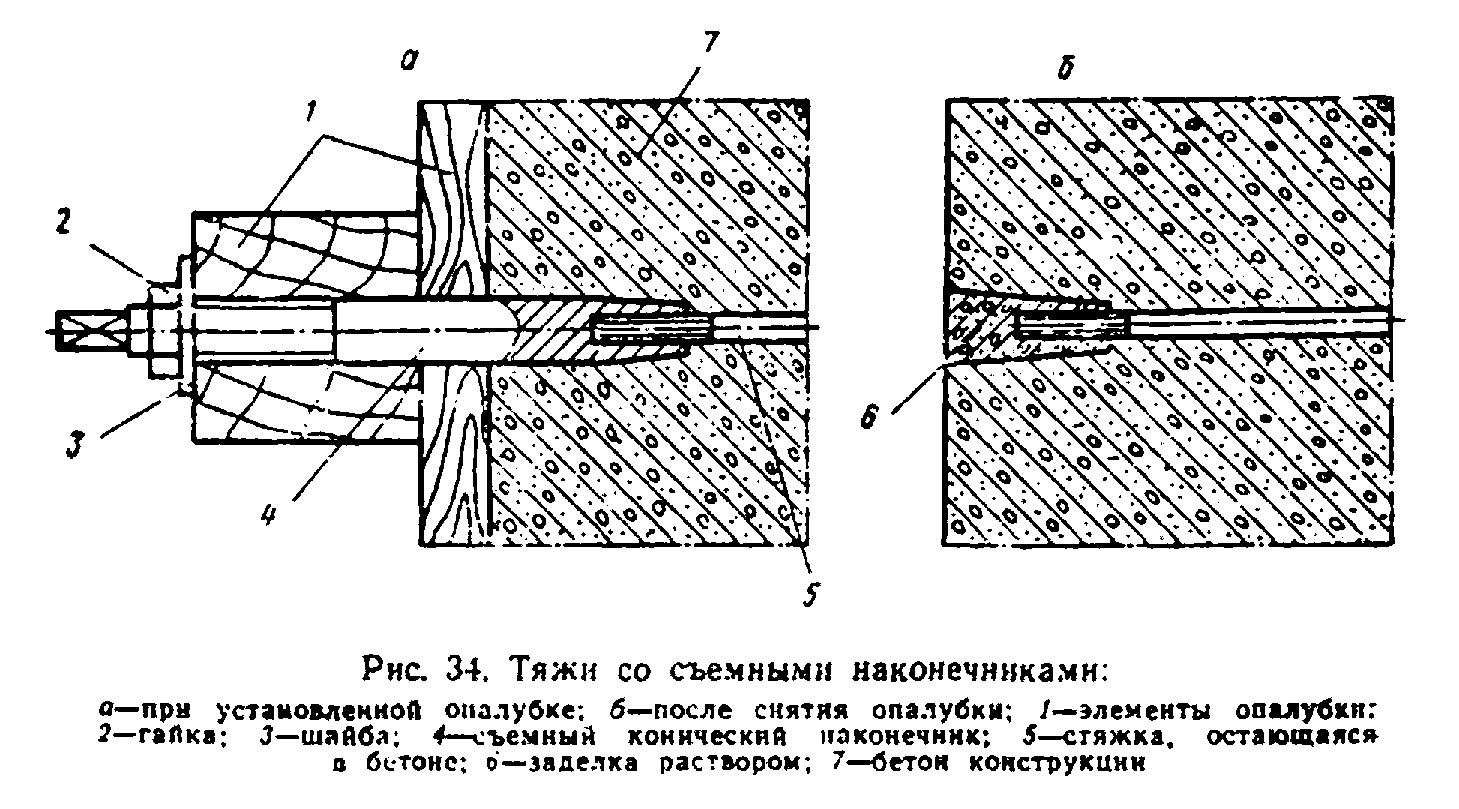 а
7
б
1
2
3
4
5
6
Рис. 34. Тяжи со съемными наконечниками:
а—при установленной опалубке; б—после снятия опалубки; 1—элементы опалубки:
2—гайка; 3—шайба; 4—съемный конический наконечник; 5—стяжка, остающаяся
в бетоне; 6—заделка раствором; 7—бетон конструкции